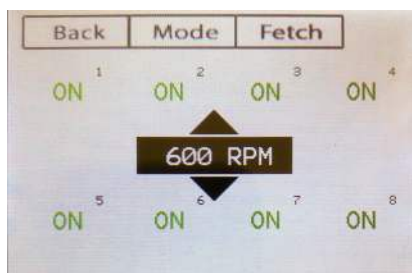 Back Mode Fetch
1 2 3 4
ON ON ON ON
600 RPM
5 6 7 8
ON ON ON ON